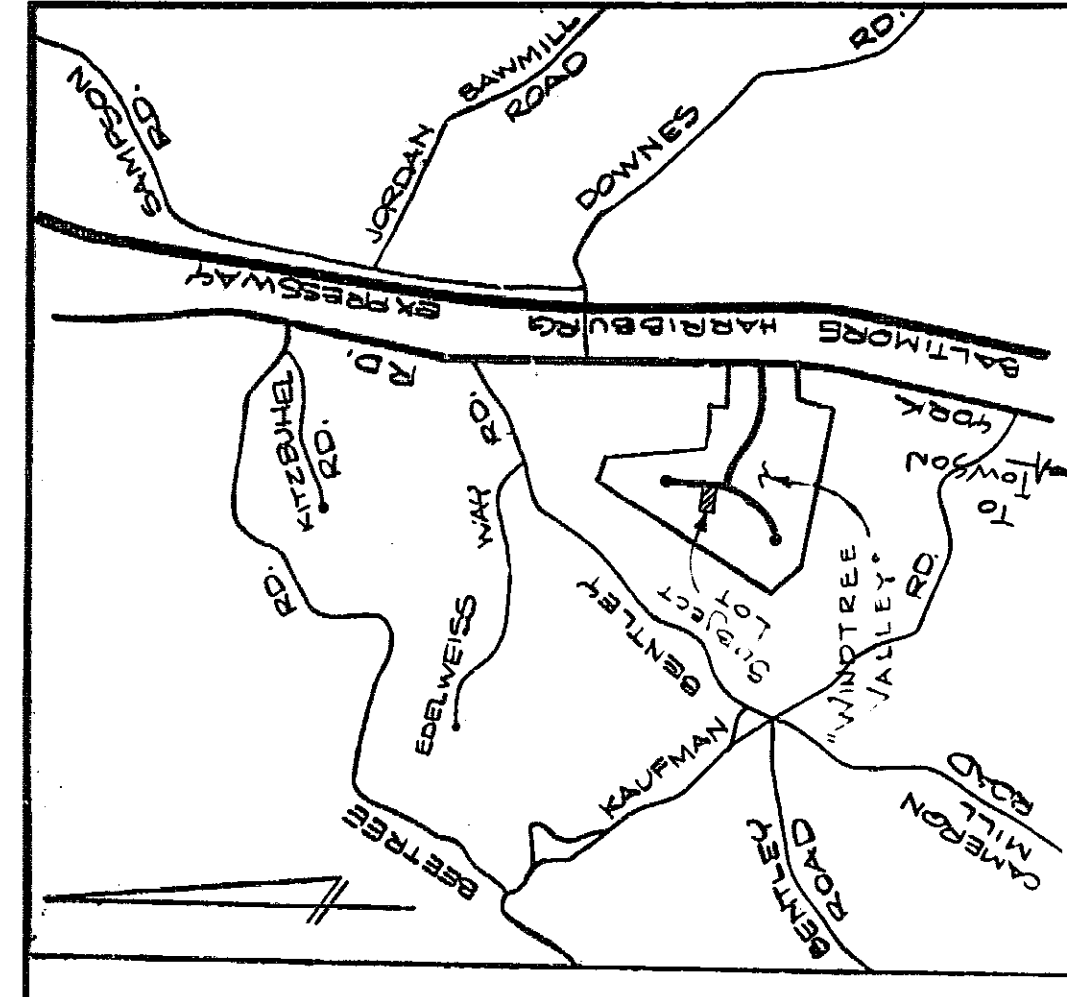 SAMPSON
RD.
JORDAN
SAWMILL
ROAD
DOWNES
RD.
BALTIMORE
HARRISBURG
EXPRESSWAY
YORK
RD.
TO
TOWSON
KITZBUHEL
RD.
BEETREE
RD.
EDELWEISS
WAY
BENTLEY
RD.
SUBJECT
LOT
"WINDTREE
VALLEY"
KAUFMAN
RD.
BENTLEY
ROAD
CAMERON
MILL
ROAD